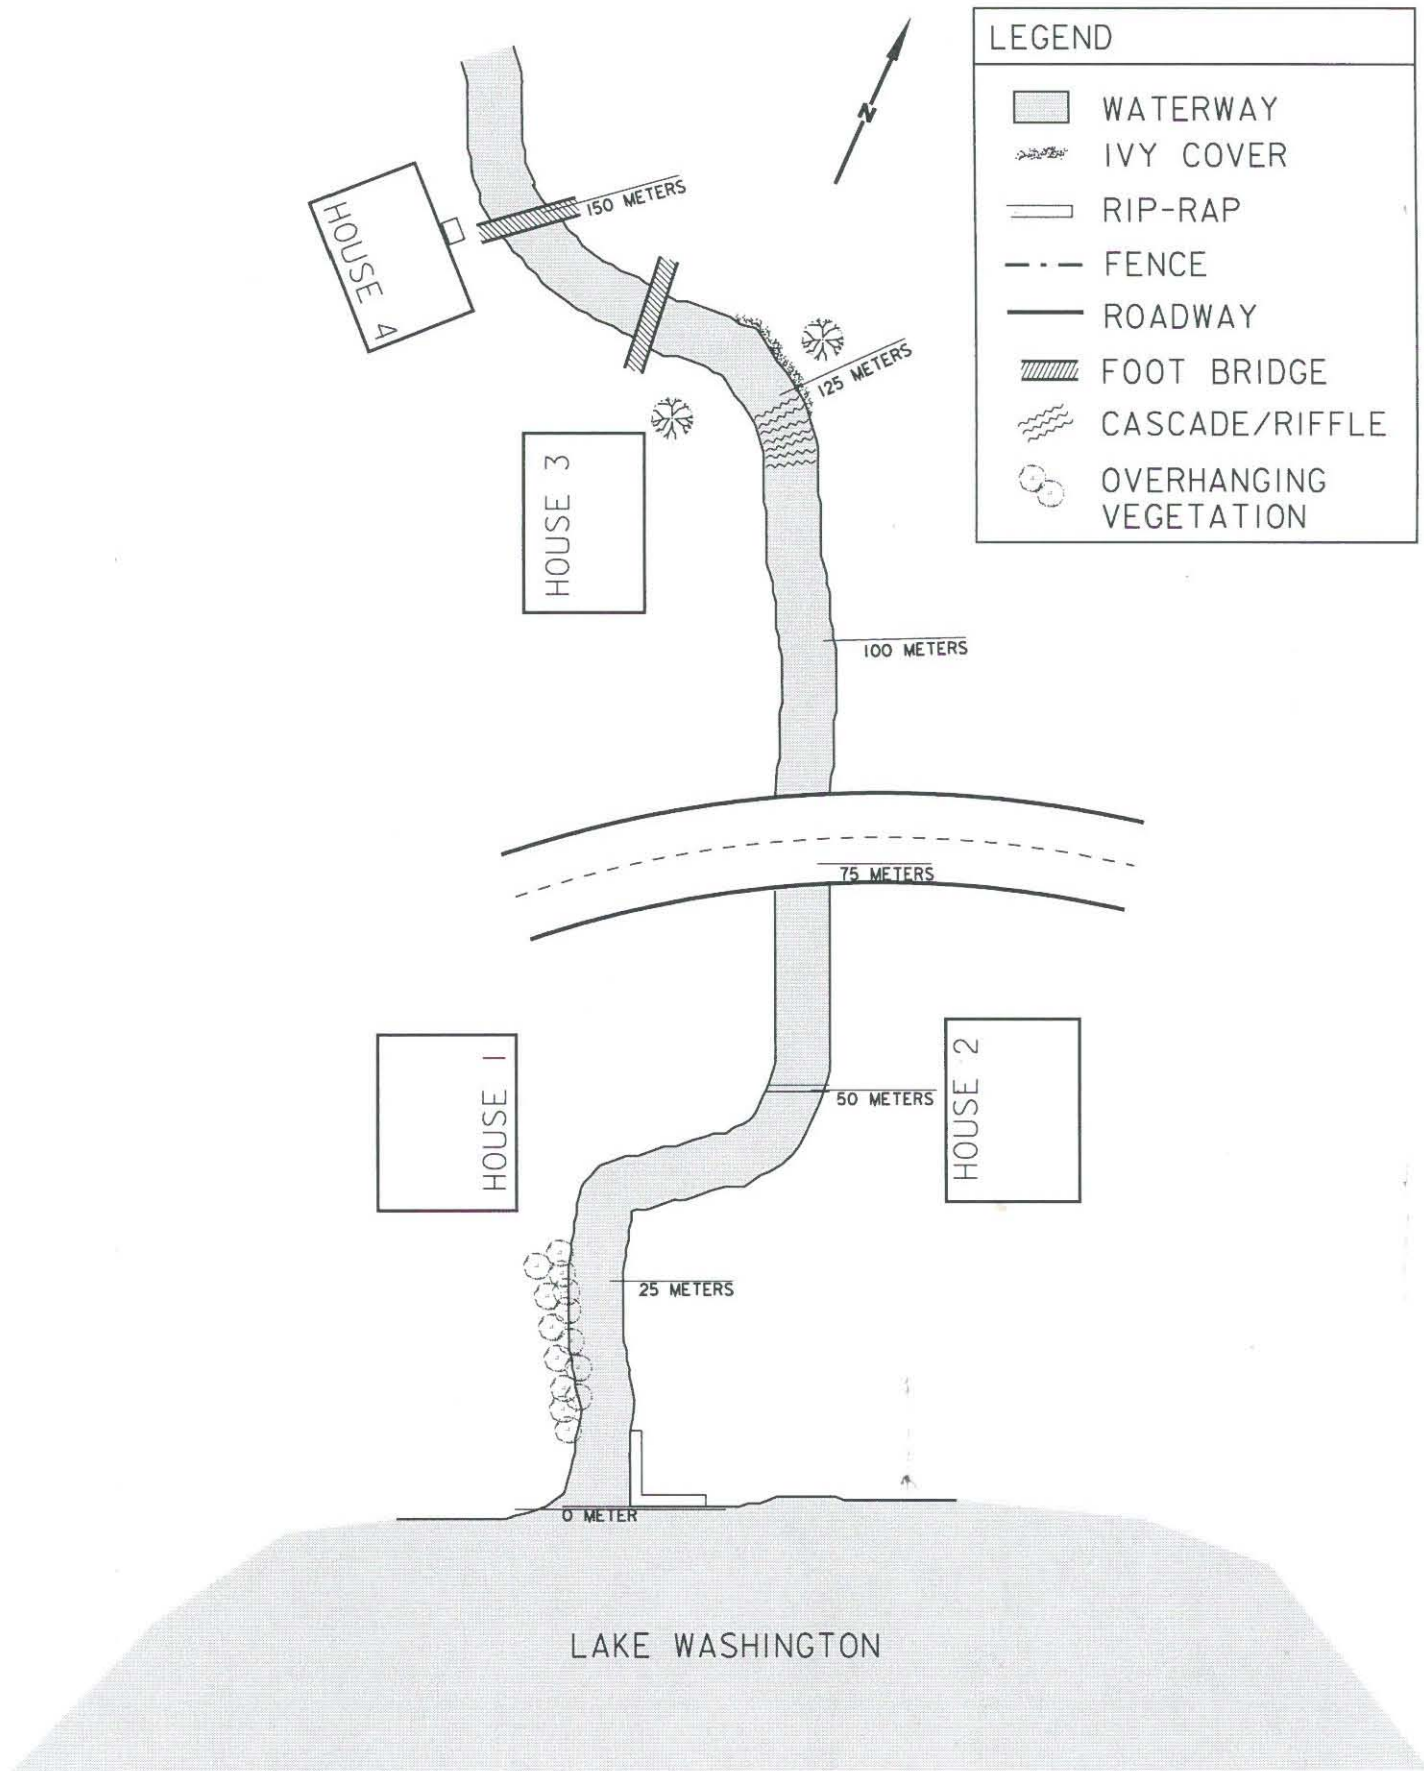 LEGEND
WATERWAY
IVY COVER
RIP-RAP
FENCE
ROADWAY
FOOT BRIDGE
CASCADE/RIFFLE
OVERHANGING
VEGETATION
N
150 METERS
HOUSE 4
125 METERS
HOUSE 3
100 METERS
75 METERS
HOUSE 1
50 METERS
HOUSE 2
25 METERS
0 METER
LAKE WASHINGTON